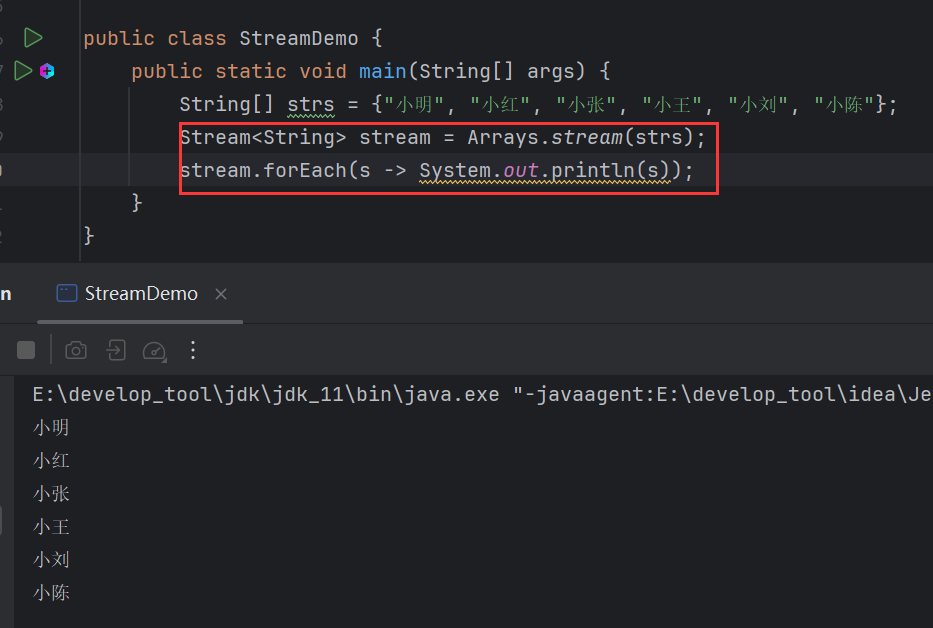 public class StreamDemo {
public static void main(String[] args) {
String[] strs = {"小明", "小红", "小张", "小王", "小刘", "小陈"};
Stream<String> stream = Arrays.stream(strs);
stream.forEach(s -> System.out.println(s));
}
}
n StreamDemo
E:\develop_tool\jdk\jdk_11\bin\java.exe "-javaagent:E:\develop_tool\idea\Je
小明
小红
小张
小王
小刘
小陈